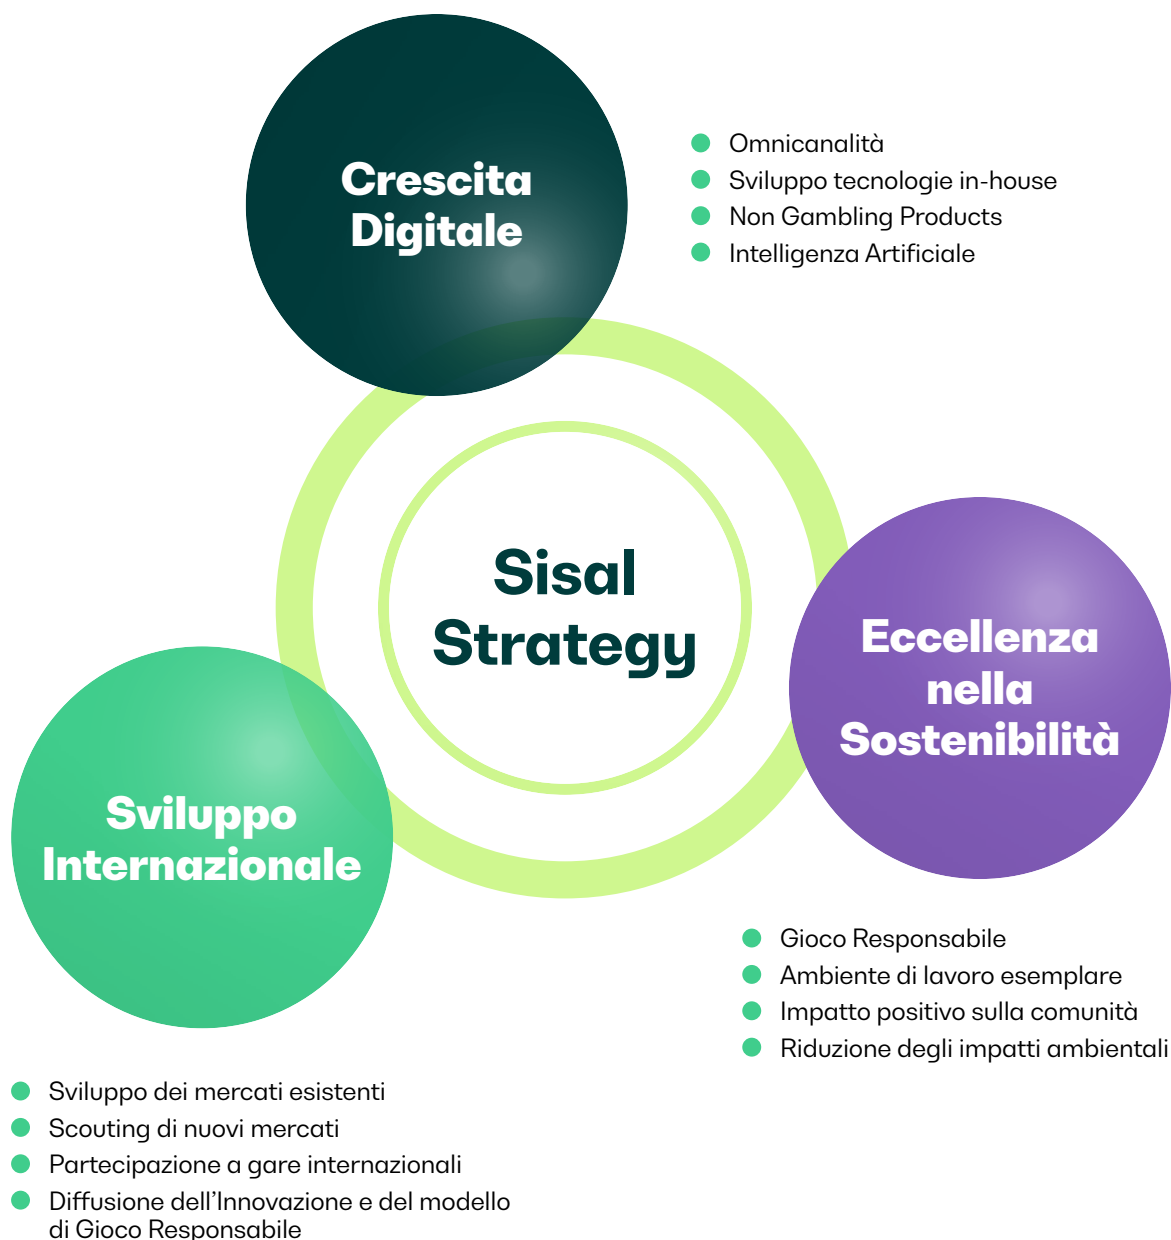 Crescita
Digitale
Omnicanalità
Sviluppo tecnologie in-house
Non Gambling Products
Intelligenza Artificiale
Sisal
Strategy
Eccellenza
nella
Sostenibilità
Gioco Responsabile
Ambiente di lavoro esemplare
Impatto positivo sulla comunità
Riduzione degli impatti ambientali
Sviluppo
Internazionale
Sviluppo dei mercati esistenti
Scouting di nuovi mercati
Partecipazione a gare internazionali
Diffusione dell’Innovazione e del modello
di Gioco Responsabile